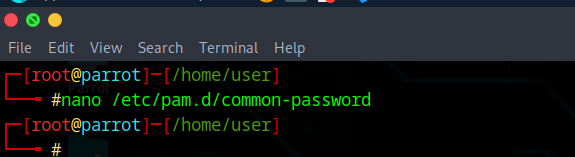 File Edit View Search Terminal Help
┌─[root@parrot]─[/home/user]
└──╼ #nano /etc/pam.d/common-password
┌─[root@parrot]─[/home/user]
└──╼ #